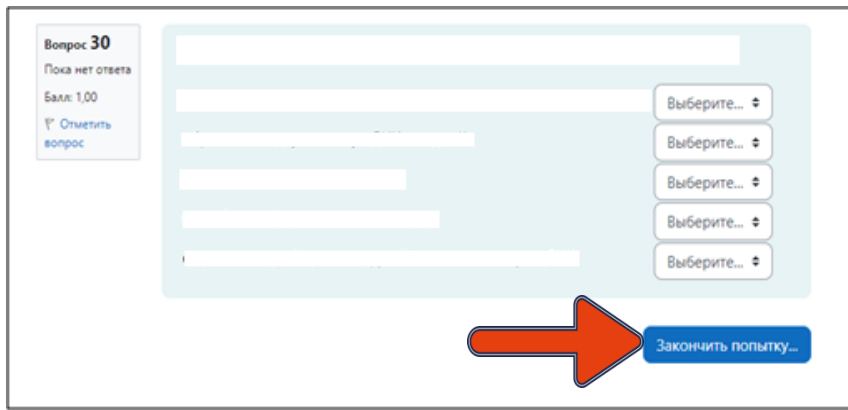 Вопрос 30
Пока нет ответа
Балл: 1,00
Отметить
вопрос
Выберите...
Выберите...
Выберите...
Выберите...
Выберите...
Закончить попытку...